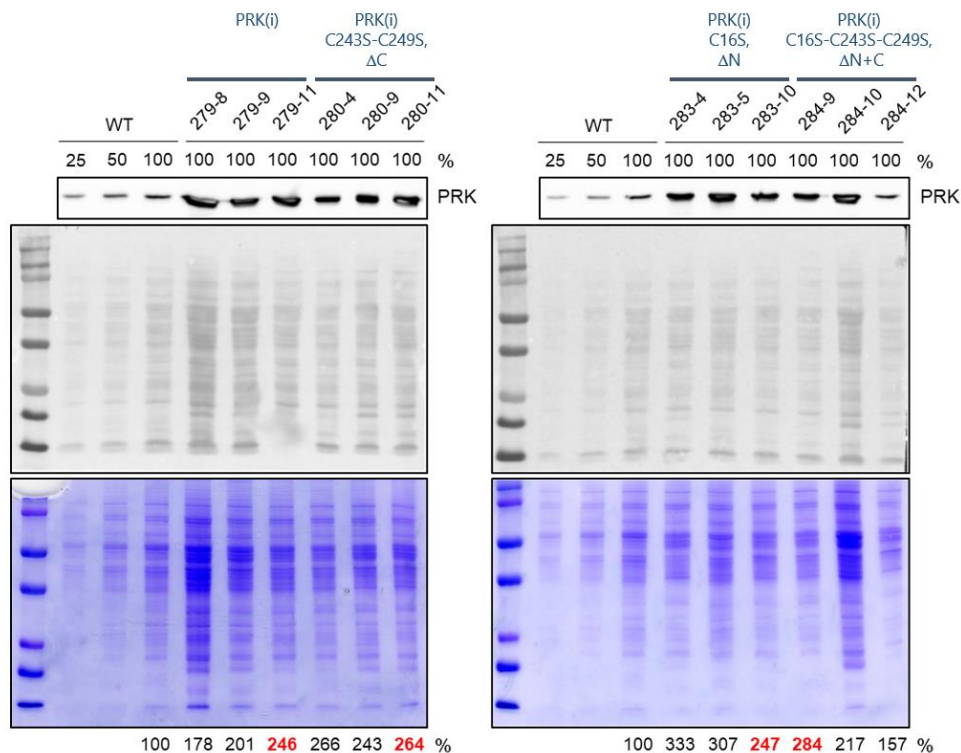 PRK(i)
PRK(i)
C243S-C249S,
ΔC
279-8 279-9 279-11 280-4 280-9 280-11
WT
25 50 100 100 100 100 100 100 100 %
PRK
100 178 201 246 266 243 264 %
PRK(i)
C16S,
ΔN
PRK(i)
C16S-C243S-C249S,
ΔN+C
283-4 283-5 283-10 284-9 284-10 284-12
WT
25 50 100 100 100 100 100 100 100 %
PRK
100 333 307 247 284 217 157 %